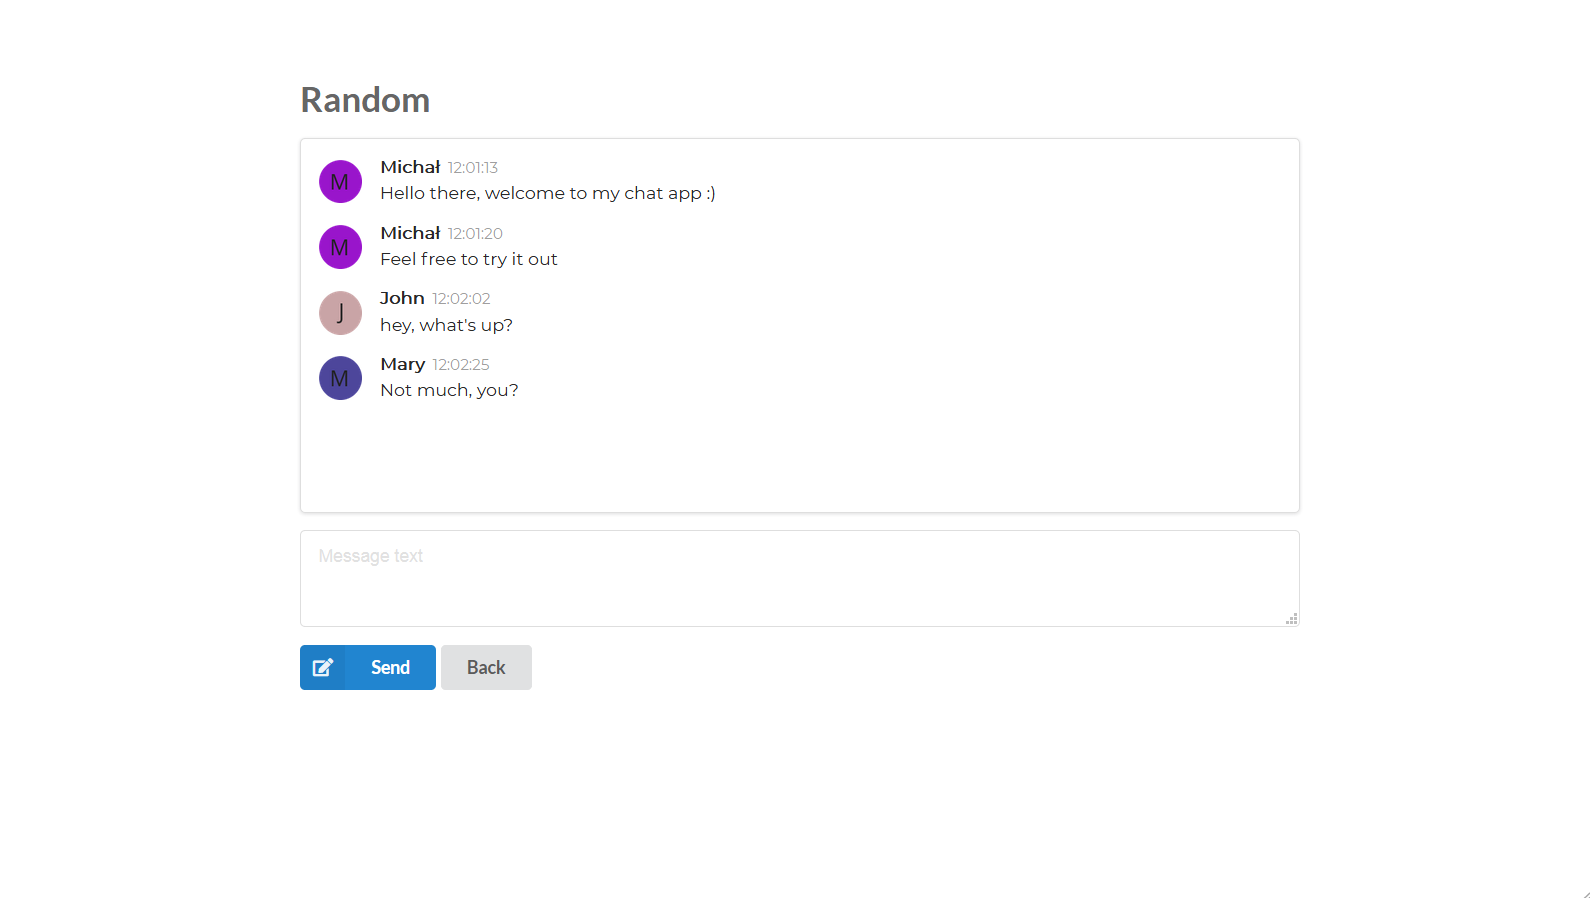 Random
M
Michał 12:01:13
Hello there, welcome to my chat app :)
M
Michał 12:01:20
Feel free to try it out
J
John 12:02:02
hey, what's up?
M
Mary 12:02:25
Not much, you?
Message text
Send Back